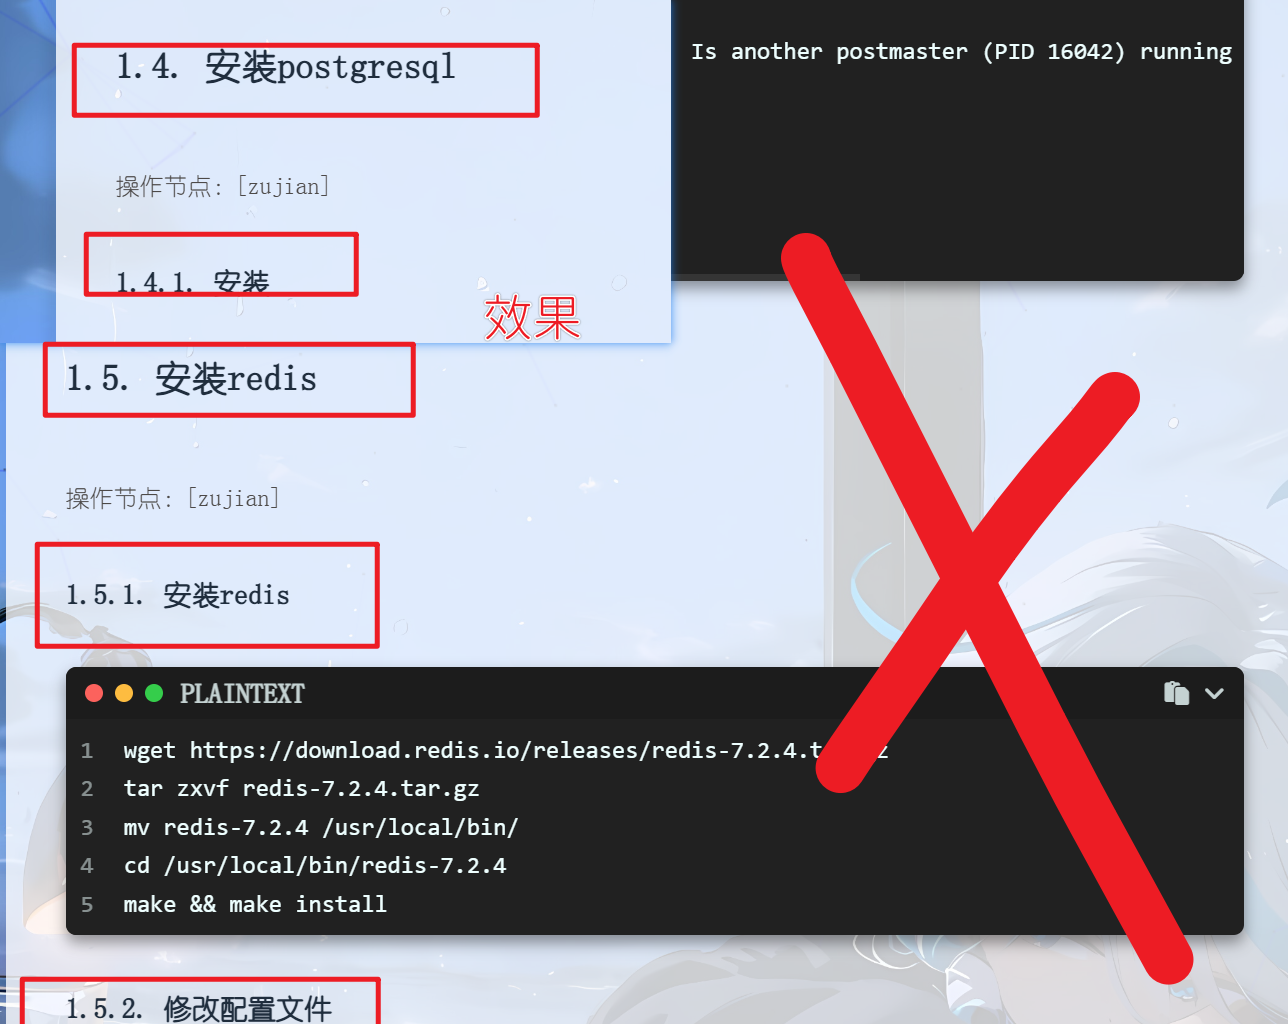 1.4. 安装postgresql
Is another postmaster (PID 16042) running
操作节点: [zujian]
1.4.1. 安装
效果
1.5. 安装redis
操作节点: [zujian]
1.5.1. 安装redis
PLAINTEXT
1 wget https://download.redis.io/releases/redis-7.2.4.t z
2 tar zxvf redis-7.2.4.tar.gz
3 mv redis-7.2.4 /usr/local/bin/
4 cd /usr/local/bin/redis-7.2.4
5 make && make install
1.5.2. 修改配置文件